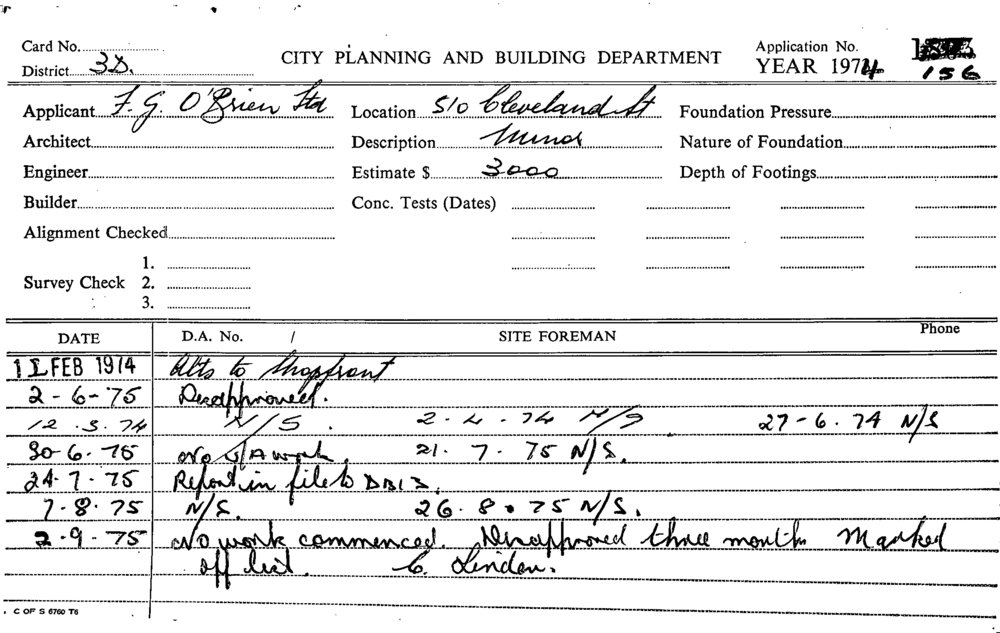 Card No. CITY PLANNING AND BUILDING DEPARTMENT Application No.
District 3D. YEAR 1974 156
Applicant F. G. O'Brien Ltd Location 510 Cleveland St Foundation Pressure
Architect Description Minor Nature of Foundation
Engineer Estimate $ 3000 Depth of Footings
Builder Conc. Tests (Dates)
Alignment Checked
1.
Survey Check 2.
3.
DATE D.A. No. / SITE FOREMAN Phone
11 FEB 1974 Alts to Shopfront
2-6-75 Disapproved.
12.3.74 N/S. 2.4.74 N/S 27-6.74 N/S
30-6.75 No work. 21.7.75 N/S.
24.7.75 Report in file to DBI 3.
7.8.75 N/S. 26.8.75 N/S.
2.9.75 No work commenced. Disapproved three months Marked
off list. C. Lindon.
C OF S 6760 T6